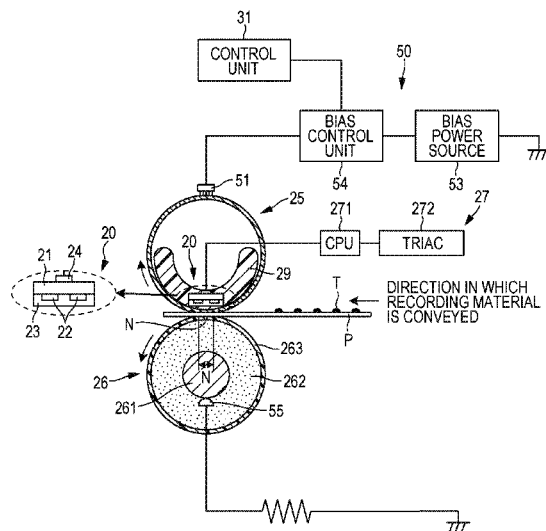 31
CONTROL
UNIT
50
BIAS
CONTROL
UNIT
BIAS
POWER
SOURCE
51
54
53
25
271
272
27
20
CPU
TRIAC
20
24
21
29
23
22
T
DIRECTION IN WHICH
RECORDING MATERIAL
IS CONVEYED
N
P
263
26
N
262
261
55